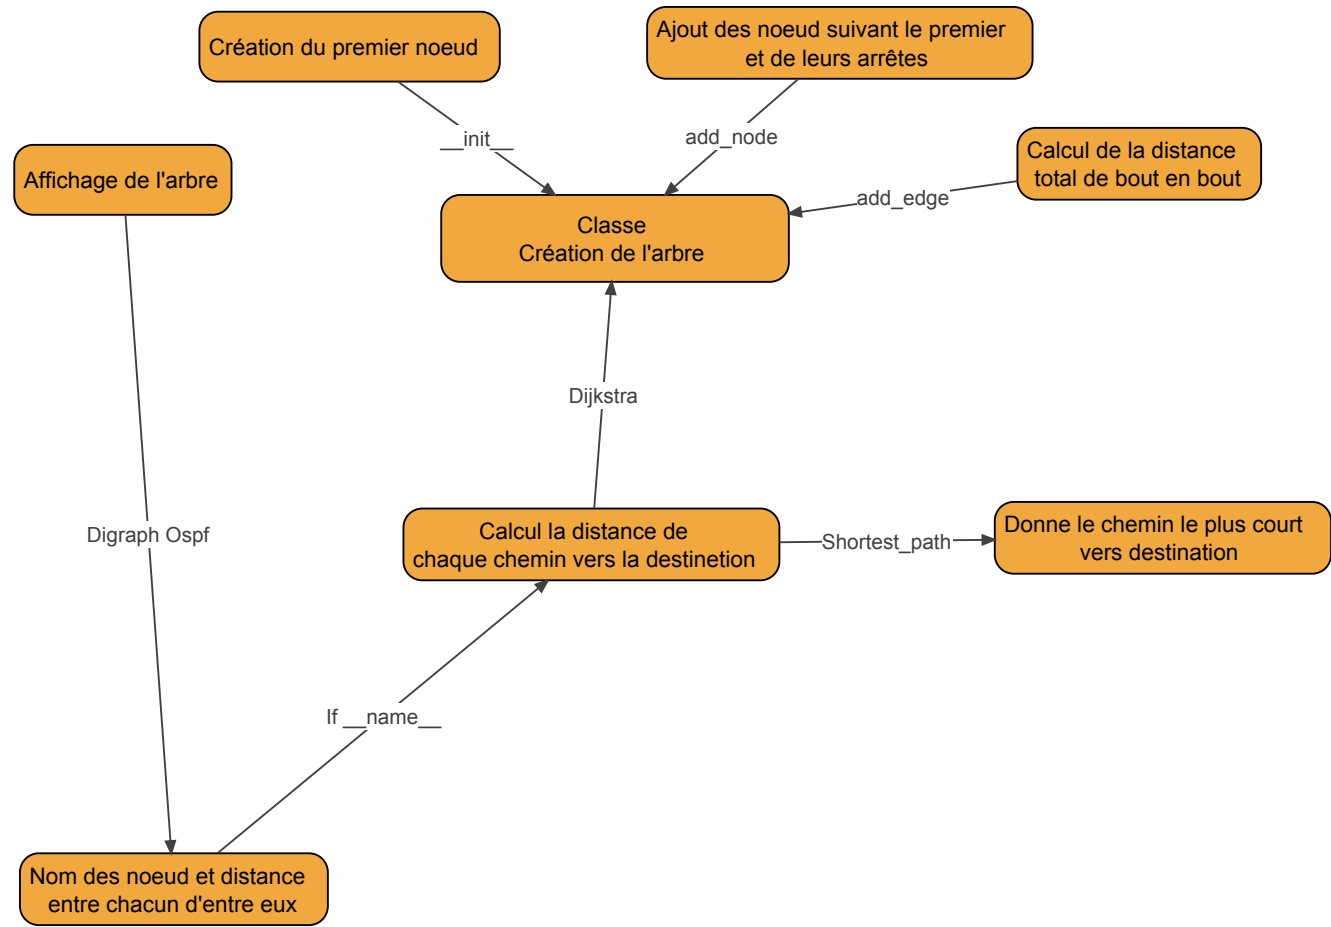 Création du premier noeud
Ajout des noeud suivant le premier
et de leurs arrêtes
__init__
add_node
Affichage de l'arbre
Calcul de la distance
total de bout en bout
add_edge
Classe
Création de l'arbre
Dijkstra
Digraph Ospf
Calcul la distance de
chaque chemin vers la destinetion
Shortest_path
Donne le chemin le plus court
vers destination
If __name__
Nom des noeud et distance
entre chacun d'entre eux